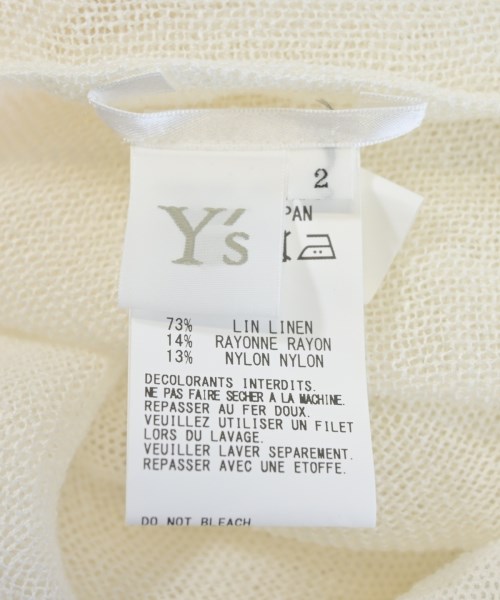 2
PAN
Y's
73% LIN LINEN
14% RAYONNE RAYON
13% NYLON NYLON
DECOLORANTS INTERDITS.
NE PAS FAIRE SECHER A LA MACHINE.
REPASSER AU FER DOUX.
VEUILLEZ UTILISER UN FILET
LORS DU LAVAGE.
VEUILLER LAVER SEPAREMENT.
REPASSER AVEC UNE ETOFFE.
DO NOT BLEACH